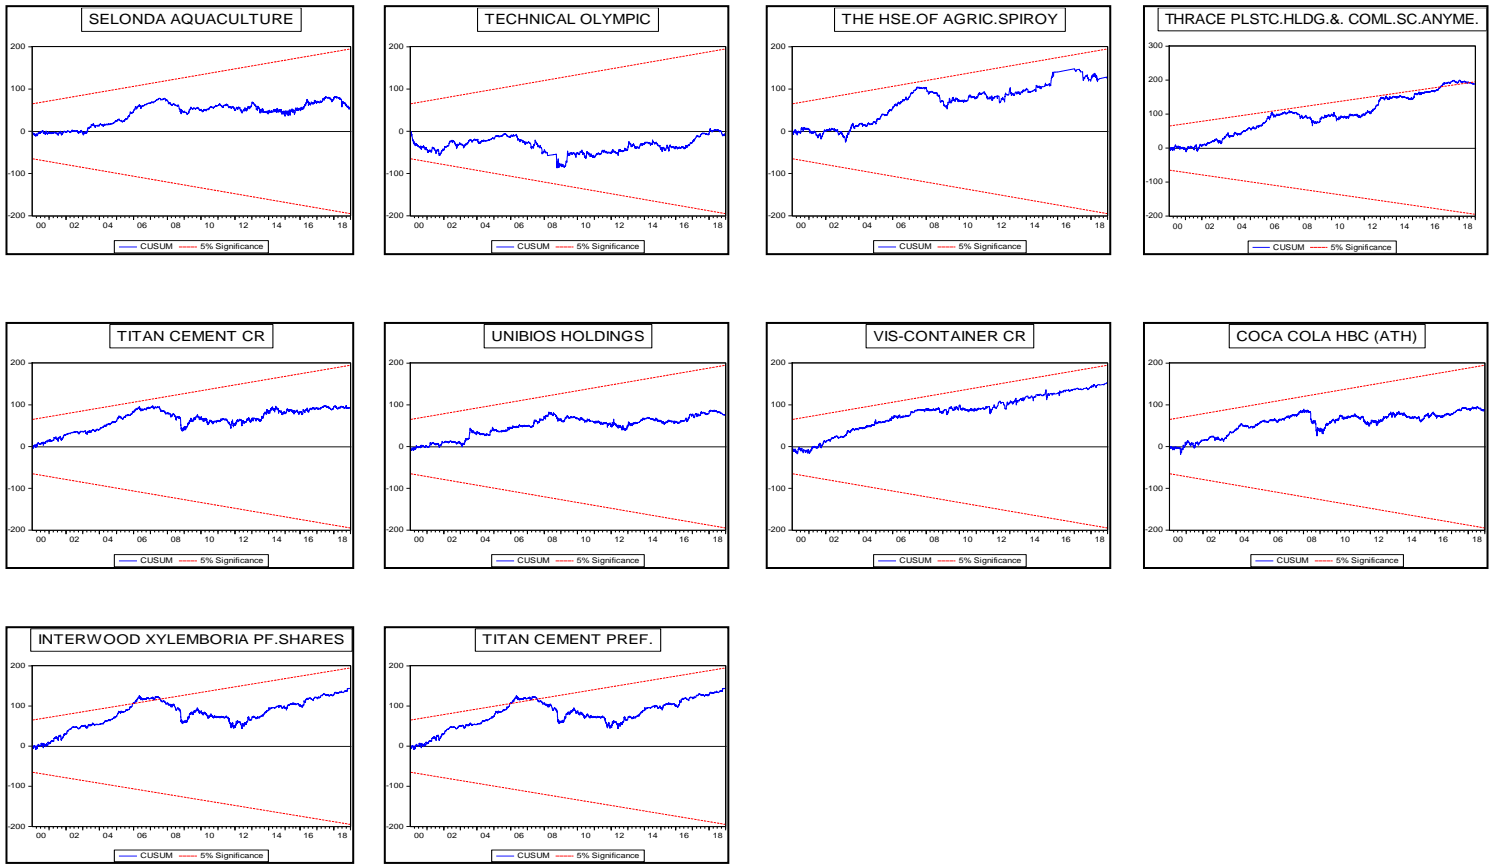 SELONDA AQUACULTURE
200
100
0
-100
-200
00 02 04 06 08 10 12 14 16 18
CUSUM 5% Significance
TECHNICAL OLYMPIC
200
100
0
-100
-200
00 02 04 06 08 10 12 14 16 18
CUSUM 5% Significance
THE HSE.OF AGRIC.SPIROY
200
100
0
-100
-200
00 02 04 06 08 10 12 14 16 18
CUSUM 5% Significance
THRACE PLSTC.HLDG.&. COML.SC.ANYME.
300
200
100
0
-100
-200
00 02 04 06 08 10 12 14 16 18
CUSUM 5% Significance
TITAN CEMENT CR
200
100
0
-100
-200
00 02 04 06 08 10 12 14 16 18
CUSUM 5% Significance
UNIBIOS HOLDINGS
200
100
0
-100
-200
00 02 04 06 08 10 12 14 16 18
CUSUM 5% Significance
VIS-CONTAINER CR
200
100
0
-100
-200
00 02 04 06 08 10 12 14 16 18
CUSUM 5% Significance
COCA COLA HBC (ATH)
200
100
0
-100
-200
00 02 04 06 08 10 12 14 16 18
CUSUM 5% Significance
INTERWOOD XYLEMBORIA PF.SHARES
200
100
0
-100
-200
00 02 04 06 08 10 12 14 16 18
CUSUM 5% Significance
TITAN CEMENT PREF.
200
100
0
-100
-200
00 02 04 06 08 10 12 14 16 18
CUSUM 5% Significance